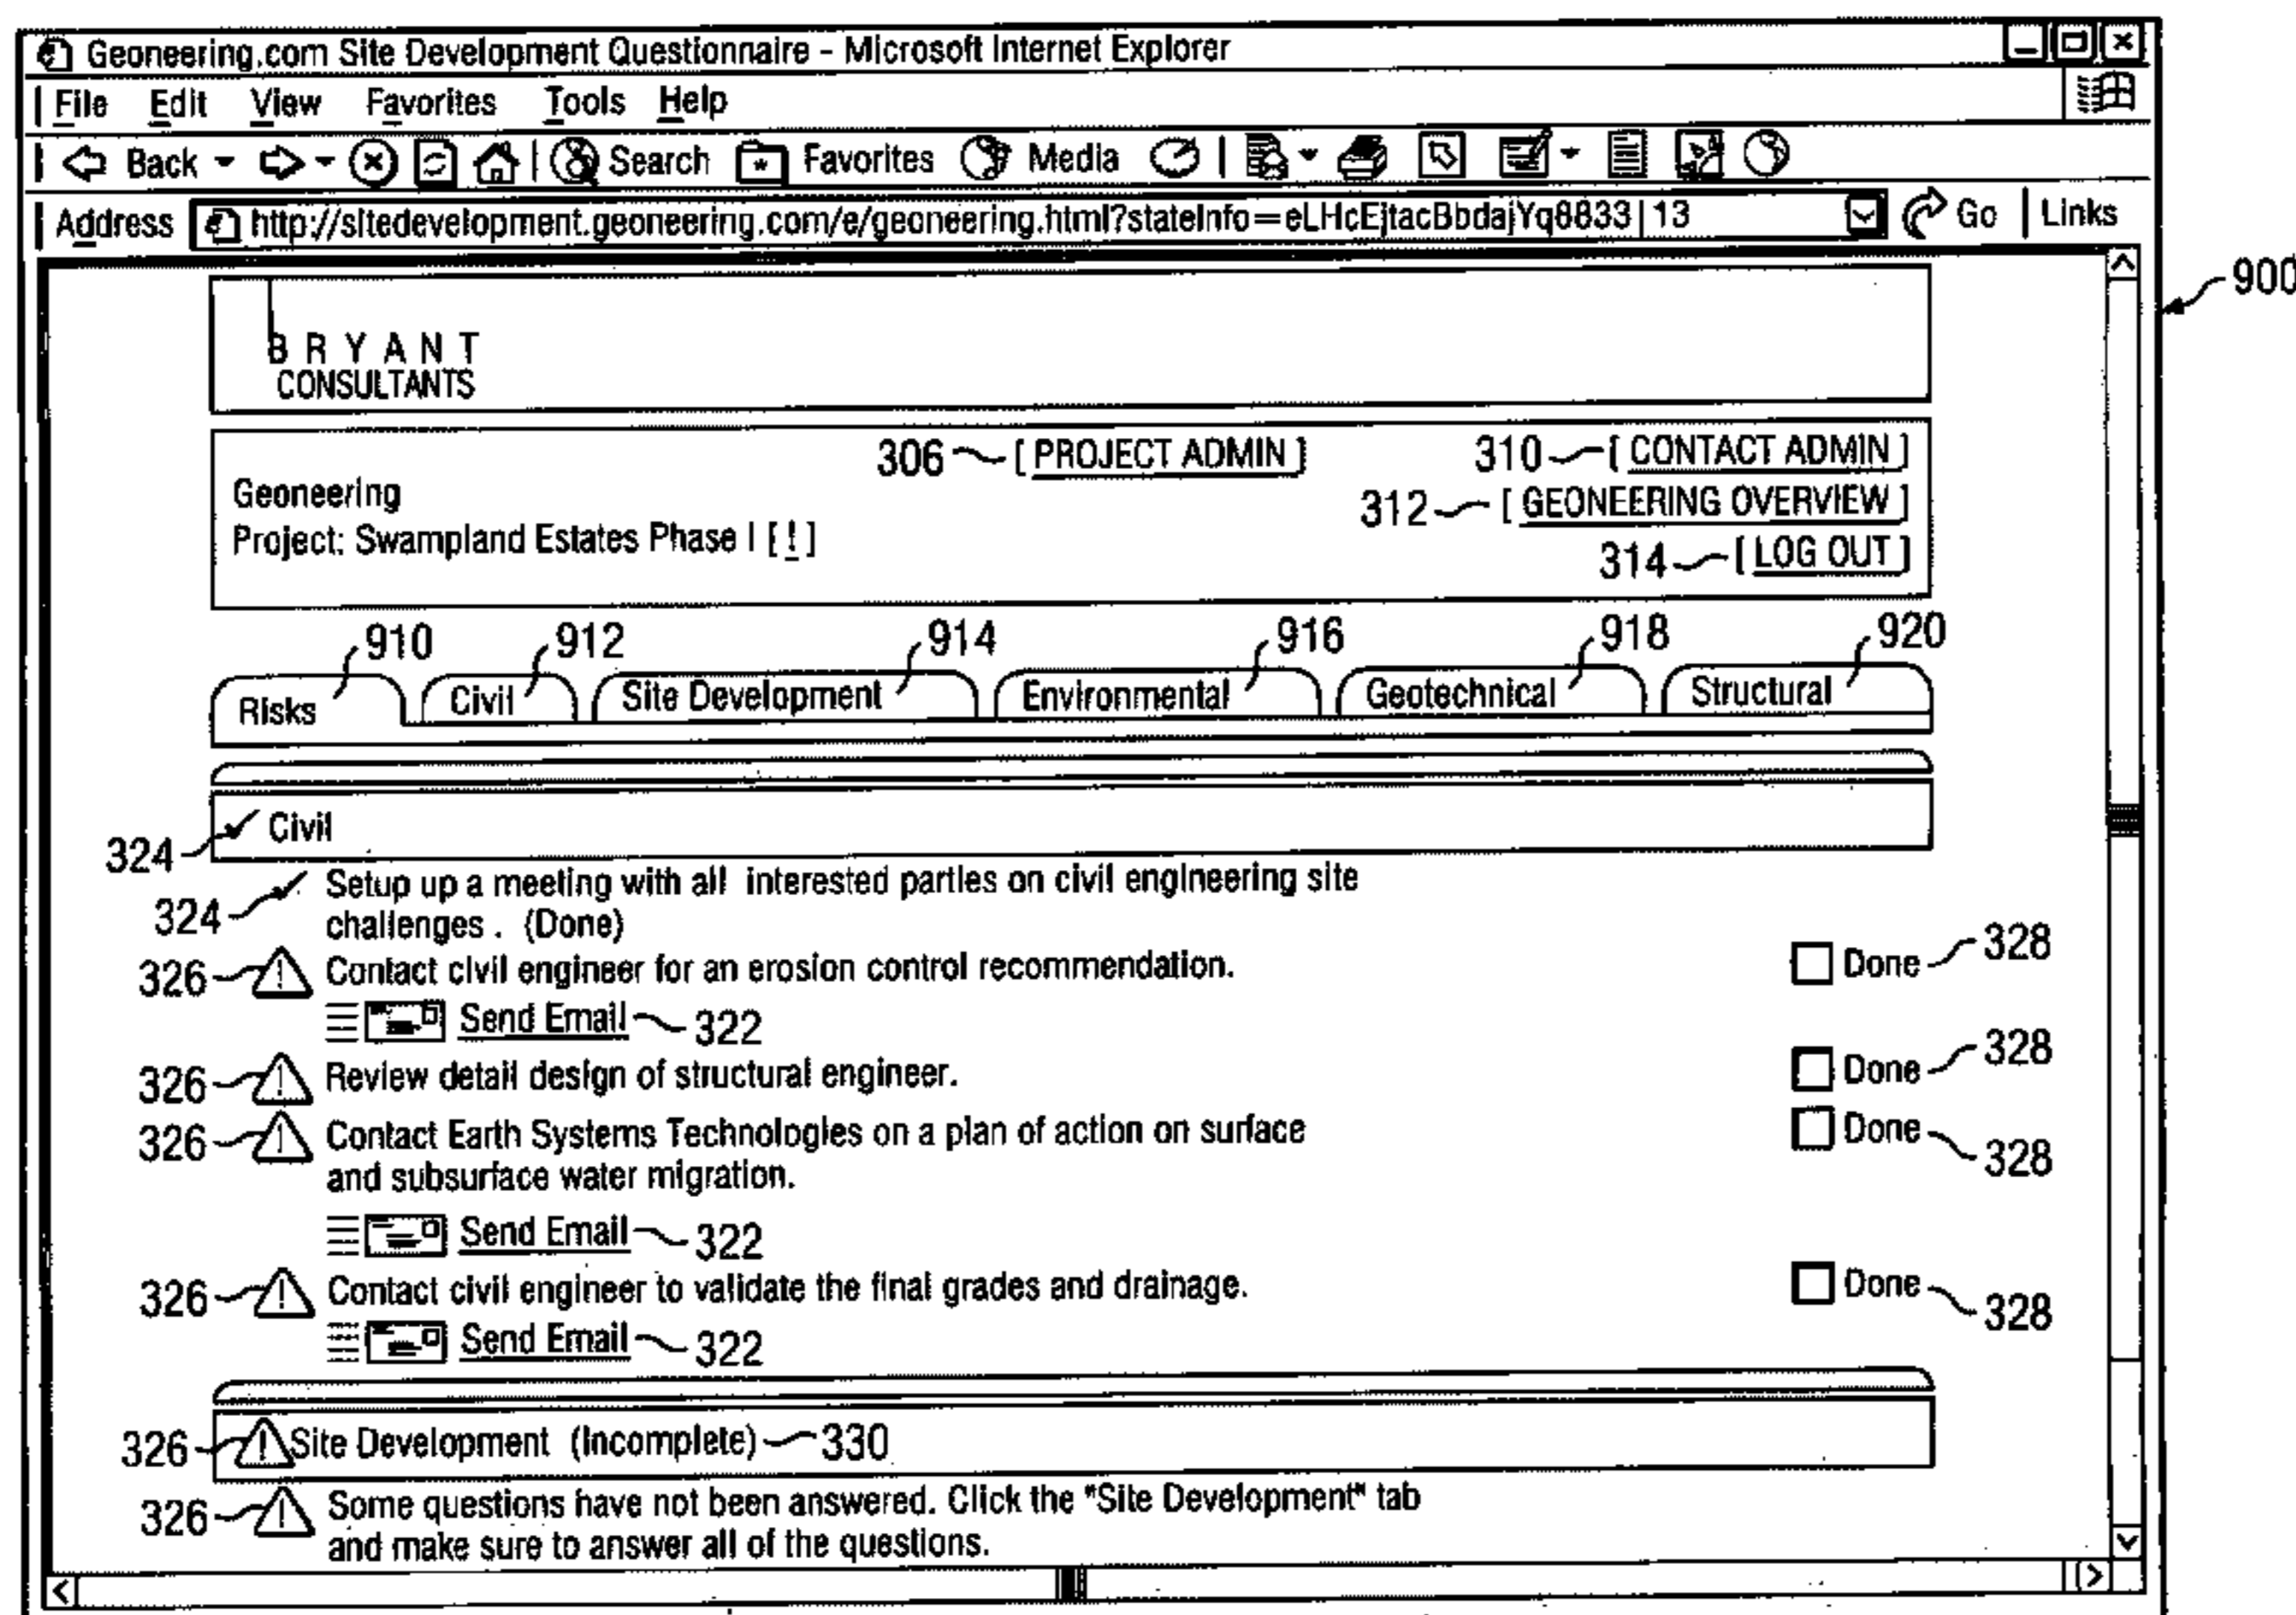 Geoneering.com Site Development Questionnaire - Microsoft Internet Explorer
File Edit View Favorites Tools Help
Back Search Favorites Media
Address http://sitedevelopment.geoneering.com/e/geoneering.html?stateInfo=eLHcEjtacBbdajYq8833|13 Go Links
900
BRYANT
CONSULTANTS
306 [ PROJECT ADMIN ] 310 [ CONTACT ADMIN ]
Geoneering 312 [ GEONEERING OVERVIEW ]
Project: Swampland Estates Phase I [ ! ]
314 [ LOG OUT ]
910 912 914 916 918 920
Risks Civil Site Development Environmental Geotechnical Structural
324 Civil
324 Setup up a meeting with all interested parties on civil engineering site
challenges . (Done)
326 Contact civil engineer for an erosion control recommendation. Done 328
Send Email 322
326 Review detail design of structural engineer. Done 328
326 Contact Earth Systems Technologies on a plan of action on surface Done 328
and subsurface water migration.
Send Email 322
326 Contact civil engineer to validate the final grades and drainage. Done 328
Send Email 322
326 Site Development (Incomplete) 330
326 Some questions have not been answered. Click the "Site Development" tab
and make sure to answer all of the questions.